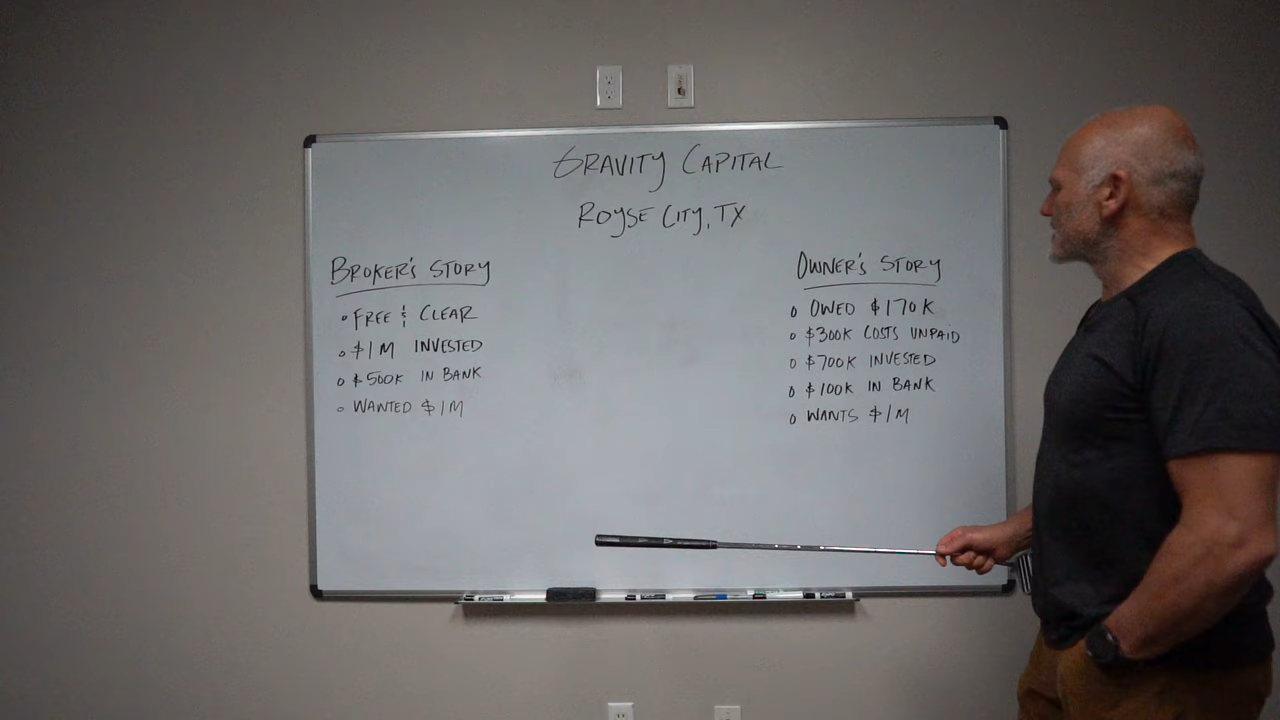 GRAVITY CAPITAL
ROYSE CITY, TX
BROKER'S STORY
o FREE & CLEAR
o $1M INVESTED
o $500K IN BANK
o WANTED $1M
OWNER'S STORY
o OWED $170K
o $300K COSTS UNPAID
o $700K INVESTED
o $100K IN BANK
o WANTS $1M